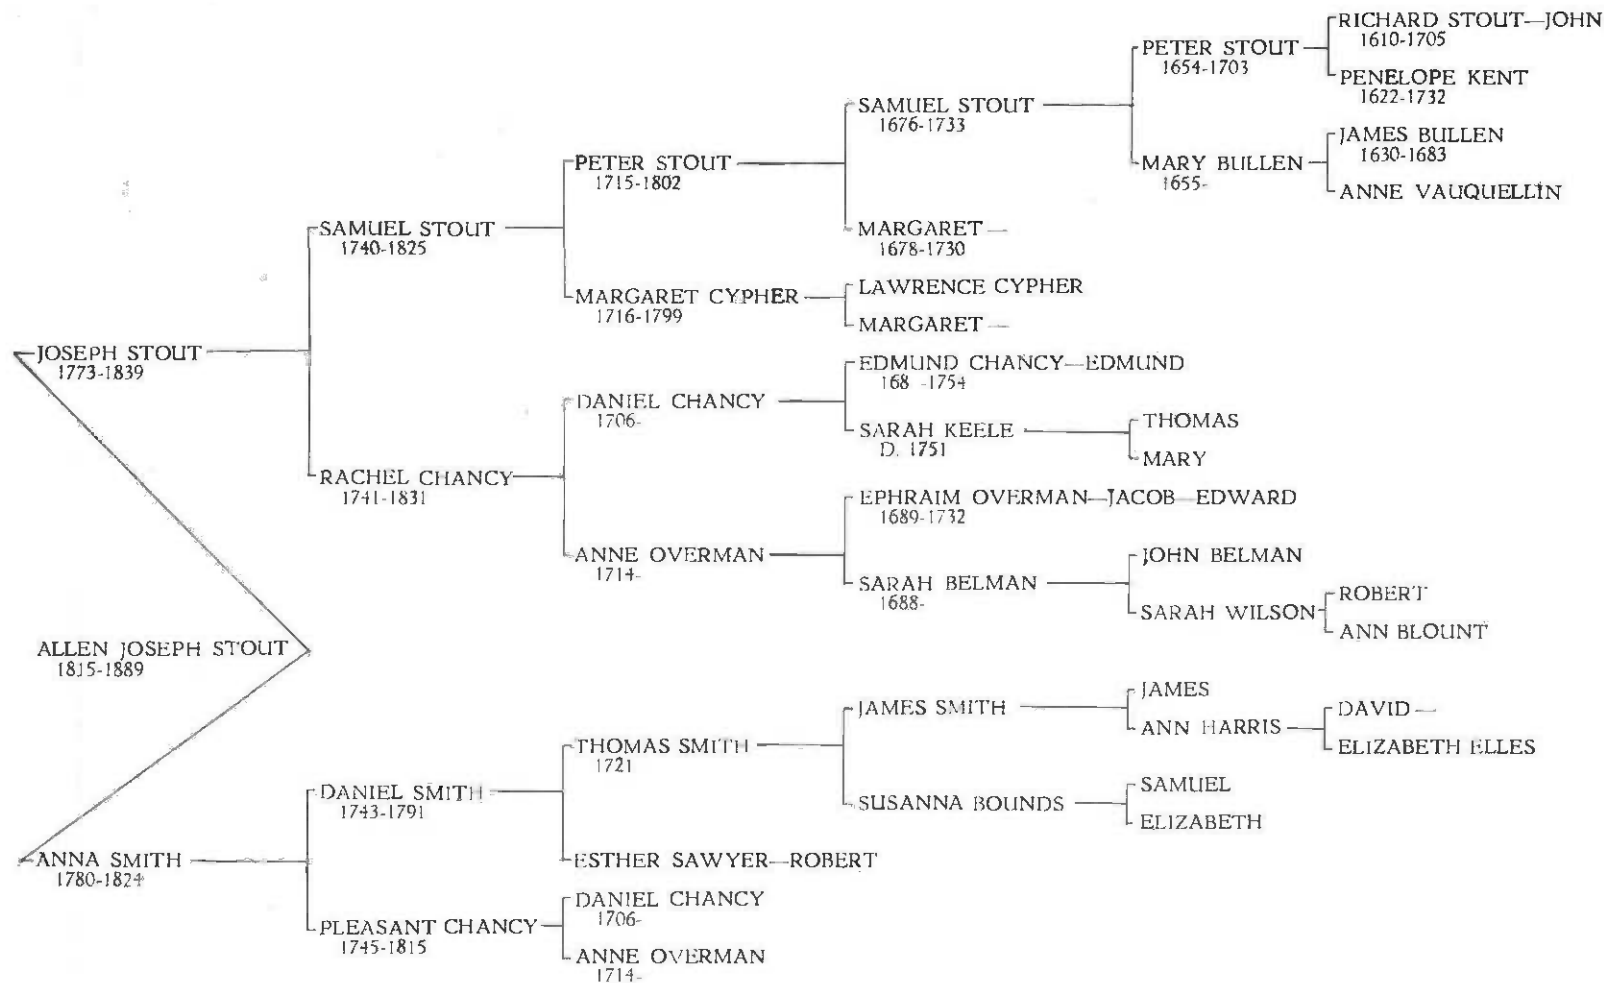 RICHARD STOUT—JOHN
1610-1705
PETER STOUT
1654-1703
PENELOPE KENT
1622-1732
SAMUEL STOUT
1676-1733
JAMES BULLEN
1630-1683
PETER STOUT
1715-1802
MARY BULLEN
1655-
ANNE VAUQUELLIN
SAMUEL STOUT
1740-1825
MARGARET —
1678-1730
MARGARET CYPHER
1716-1799
LAWRENCE CYPHER
MARGARET —
JOSEPH STOUT
1773-1839
EDMUND CHANCY—EDMUND
168 -1754
DANIEL CHANCY
1706-
SARAH KEELE
D. 1751
THOMAS
MARY
RACHEL CHANCY
1741-1831
EPHRAIM OVERMAN—JACOB—EDWARD
1689-1732
ANNE OVERMAN
1714-
JOHN BELMAN
SARAH BELMAN
1688-
SARAH WILSON
ROBERT
ANN BLOUNT
ALLEN JOSEPH STOUT
1815-1889
JAMES SMITH
JAMES
ANN HARRIS
DAVID —
ELIZABETH ELLES
THOMAS SMITH
1721
DANIEL SMITH
1743-1791
SUSANNA BOUNDS
SAMUEL
ELIZABETH
ANNA SMITH
1780-1824
ESTHER SAWYER—ROBERT
DANIEL CHANCY
1706-
PLEASANT CHANCY
1745-1815
ANNE OVERMAN
1714-